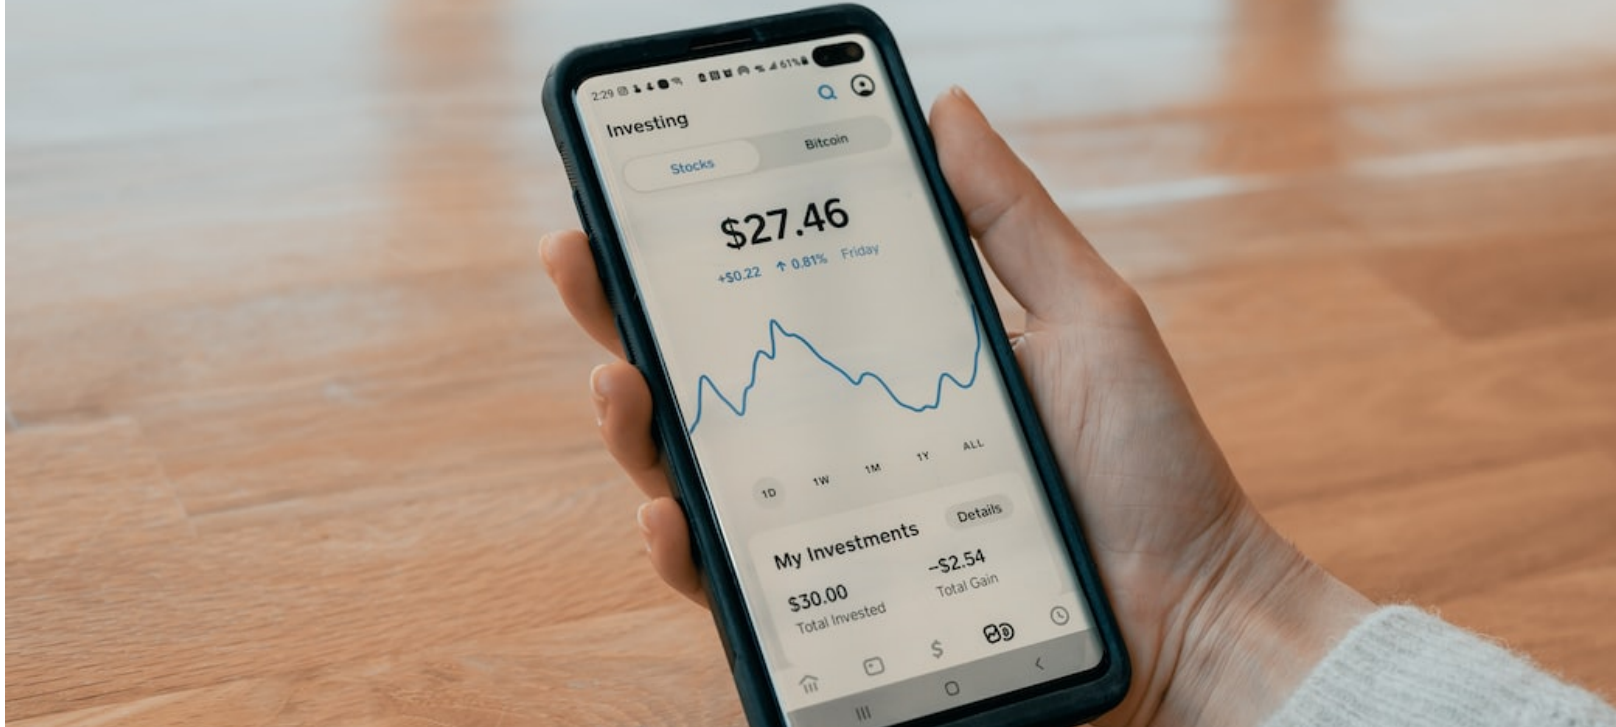 2:29 61%
Investing
Stocks Bitcoin
$27.46
+$0.22 ↑ 0.81% Friday
1D 1W 1M 1Y ALL
My Investments Details
$30.00 –$2.54
Total Invested Total Gain